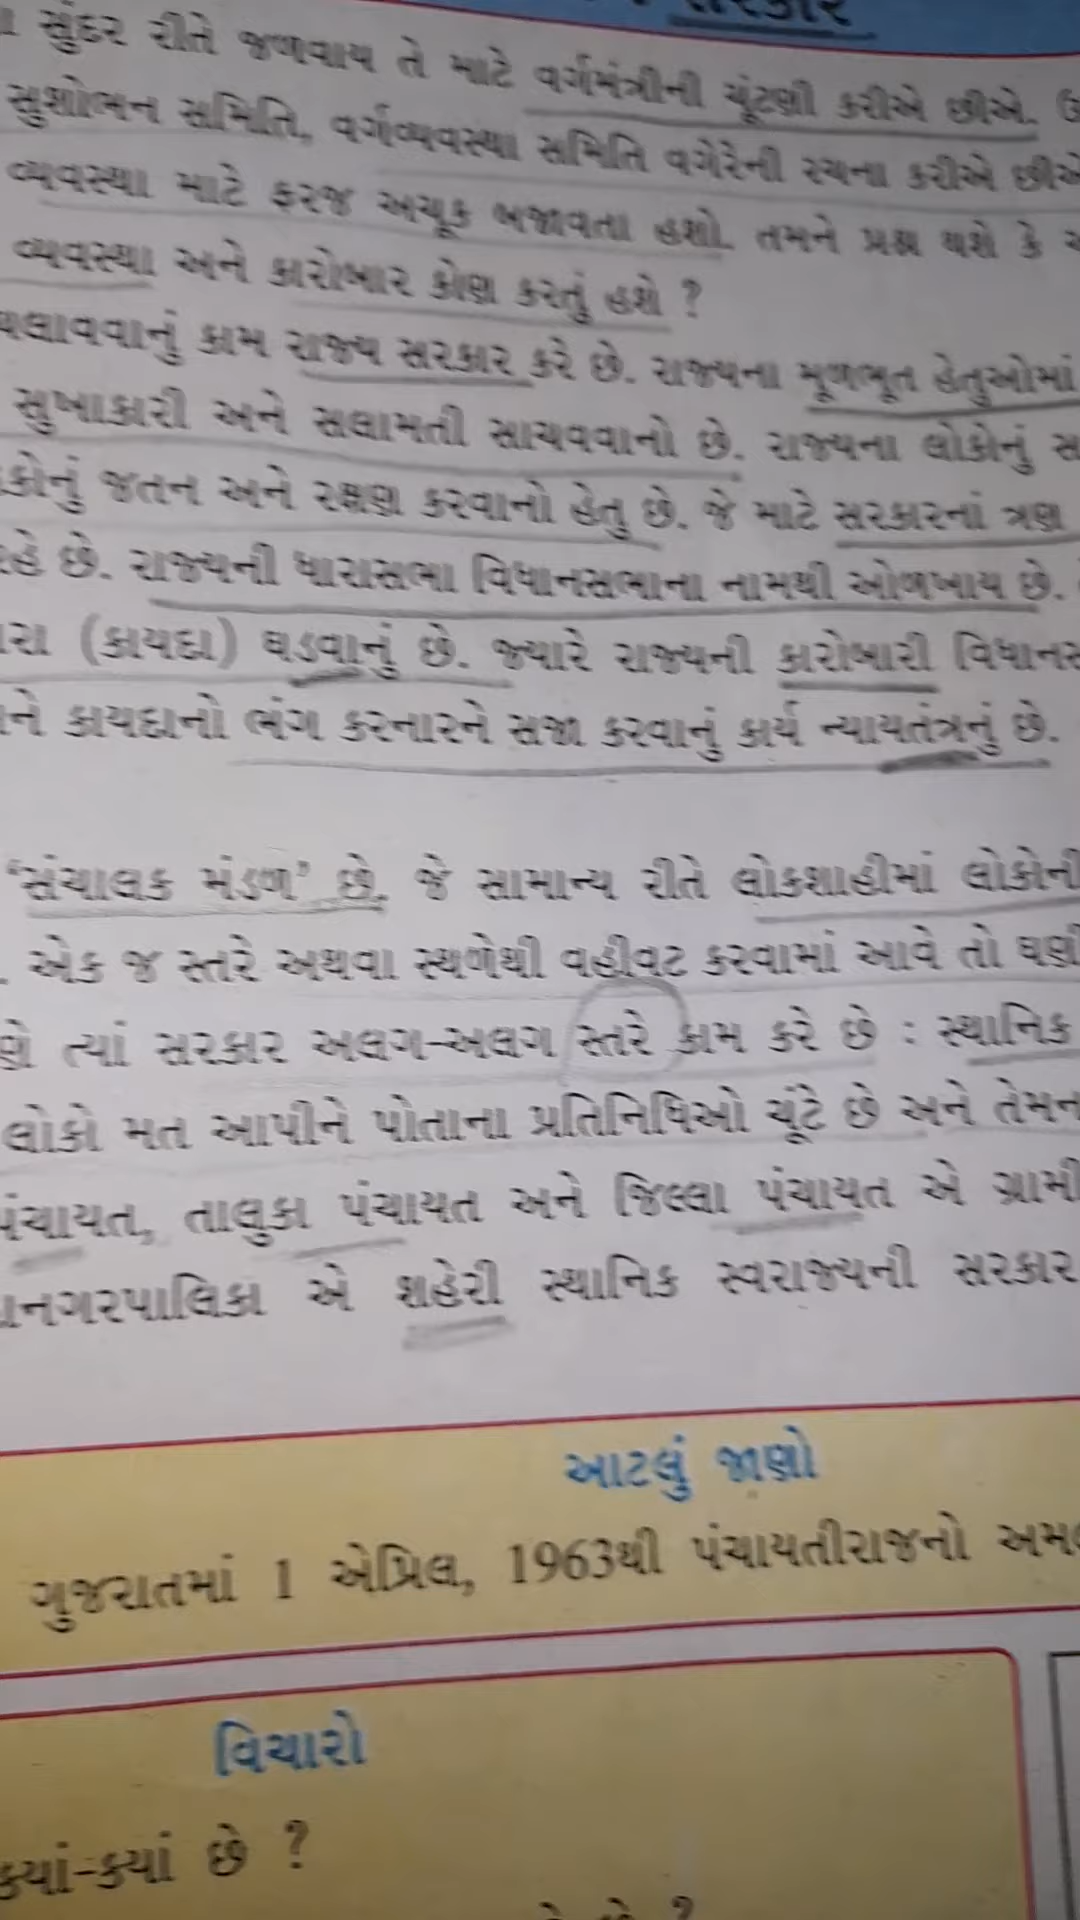 સરકાર
સુંદર રીતે જળવાય તે માટે વર્ગમંત્રીની ચૂંટણી કરીએ છીએ.
સુશોભન સમિતિ, વર્ગવ્યવસ્થા સમિતિ વગેરેની રચના કરીએ છીએ
વ્યવસ્થા માટે ફરજ અચૂક બજાવતા હશો. તમને પ્રશ્ન થશે કે
વ્યવસ્થા અને કારોબાર કોણ કરતું હશે ?
ચલાવવાનું કામ રાજ્ય સરકાર કરે છે. રાજ્યના મૂળભૂત હેતુઓમાં
સુખાકારી અને સલામતી સાચવવાનો છે. રાજ્યના લોકોનું
કોનું જતન અને રક્ષણ કરવાનો હેતુ છે. જે માટે સરકારનાં ત્રણ
રહે છે. રાજ્યની ધારાસભા વિધાનસભાના નામથી ઓળખાય છે.
રા (કાયદા) ઘડવાનું છે. જ્યારે રાજ્યની કારોબારી વિધાનસ
ને કાયદાનો ભંગ કરનારને સજા કરવાનું કાર્ય ન્યાયતંત્રનું છે.
‘સંચાલક મંડળ’ છે. જે સામાન્ય રીતે લોકશાહીમાં લોકોની
. એક જ સ્તરે અથવા સ્થળેથી વહીવટ કરવામાં આવે તો ઘણી
ણે ત્યાં સરકાર અલગ-અલગ સ્તરે કામ કરે છે : સ્થાનિક
લોકો મત આપીને પોતાના પ્રતિનિધિઓ ચૂંટે છે અને તેમન
પંચાયત, તાલુકા પંચાયત અને જિલ્લા પંચાયત એ ગ્રામી
ાનગરપાલિકા એ શહેરી સ્થાનિક સ્વરાજ્યની સરકાર
આટલું જાણો
ગુજરાતમાં 1 એપ્રિલ, 1963થી પંચાયતીરાજનો અમલ
વિચારો
ક્યાં-ક્યાં છે ?